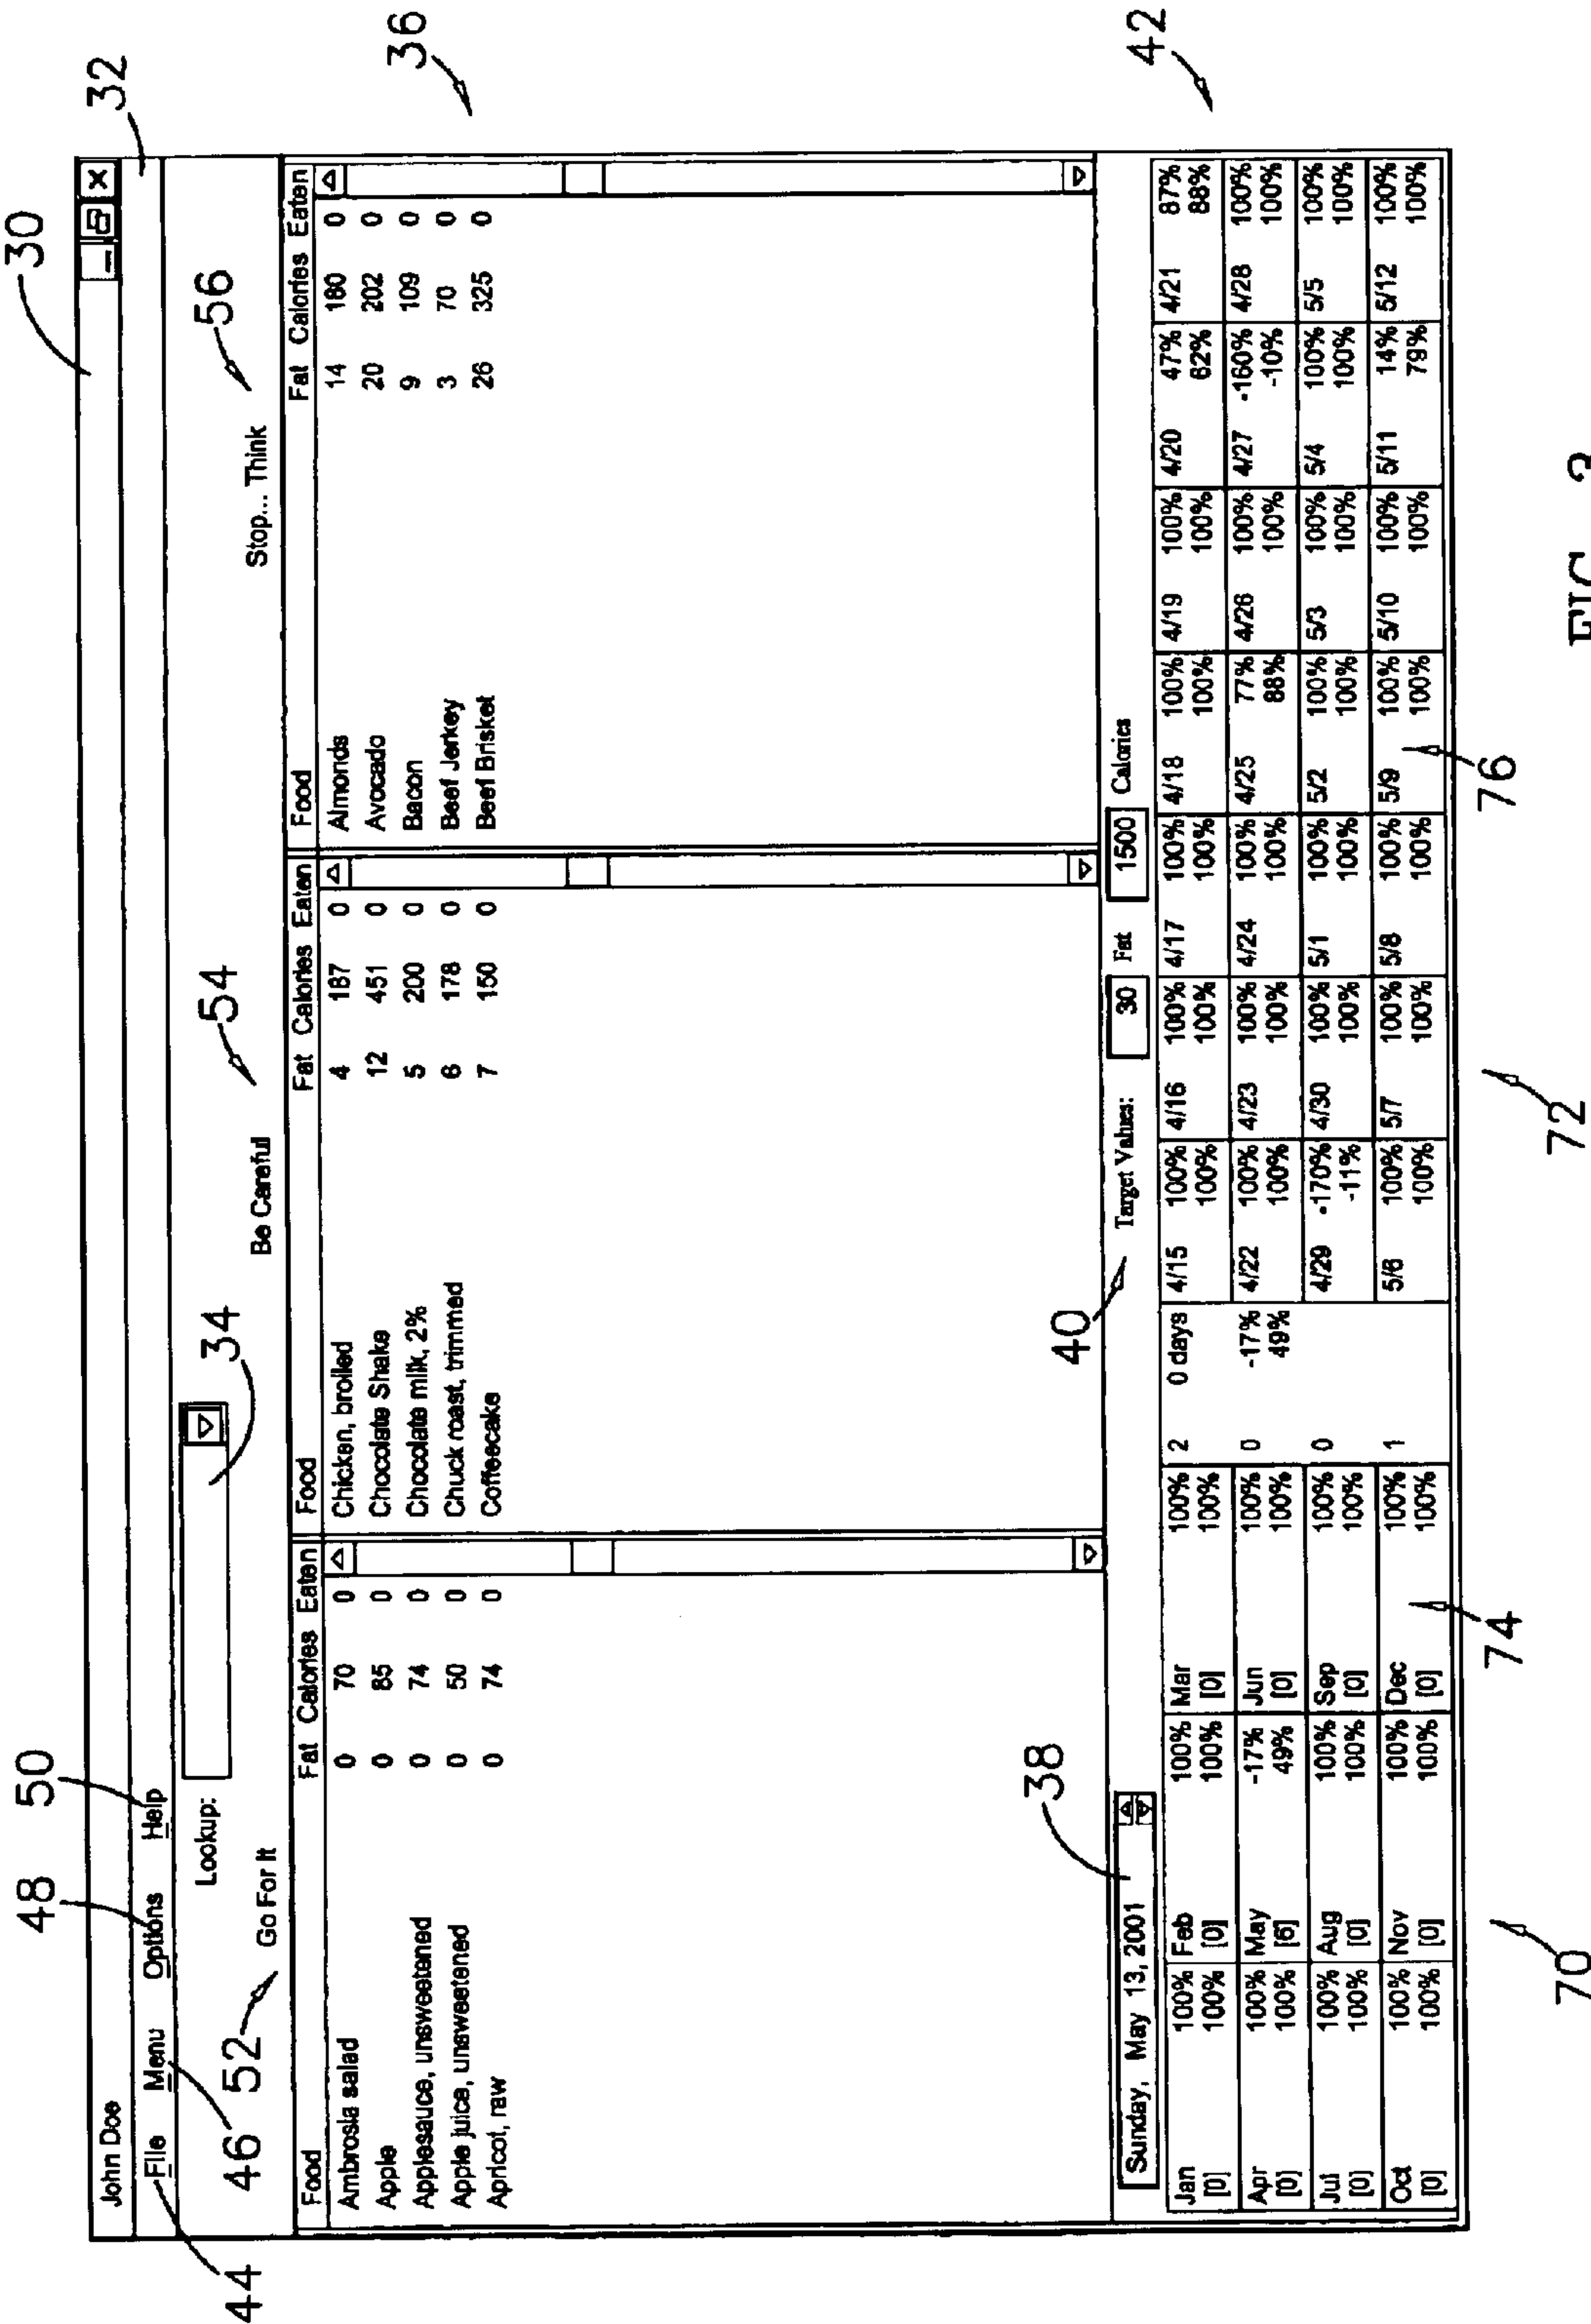 48 50 30
John Doe
File Menu Options Help
32
44
46
Lookup:
34
52
54
56
Go For It Be Careful Stop... Think
36
Food Fat Calories Eaten Food Fat Calories Eaten Food Fat Calories Eaten
Ambrosia salad 0 70 0 Chicken, broiled 4 187 0 Almonds 14 180 0
Apple 0 85 0 Chocolate Shake 12 451 0 Avocado 20 202 0
Applesauce, unsweetened 0 74 0 Chocolate milk, 2% 5 200 0 Bacon 9 109 0
Apple juice, unsweetened 0 50 0 Chuck roast, trimmed 6 178 0 Beef Jerkey 3 70 0
Apricot, raw 0 74 0 Coffeecake 7 150 0 Beef Brisket 26 325 0
38 40
Sunday, May 13, 2001 Target Values: 30 Fat 1500 Calories
42
Jan 100% Feb 100% Mar 100% 2 0 days 4/15 100% 4/16 100% 4/17 100% 4/18 100% 4/19 100% 4/20 47% 4/21 87%
[0] 100% [0] 100% [0] 100% 100% 100% 100% 100% 100% 62% 88%
Apr 100% May -17% Jun 100% 0 -17% 4/22 100% 4/23 100% 4/24 100% 4/25 77% 4/26 100% 4/27 -160% 4/28 100%
[0] 100% [6] 49% [0] 100% 49% 100% 100% 100% 88% 100% -10% 100%
Jul 100% Aug 100% Sep 100% 0 4/29 -170% 4/30 100% 5/1 100% 5/2 100% 5/3 100% 5/4 100% 5/5 100%
[0] 100% [0] 100% [0] 100% -11% 100% 100% 100% 100% 100% 100%
Oct 100% Nov 100% Dec 100% 1 5/6 100% 5/7 100% 5/8 100% 5/9 100% 5/10 100% 5/11 14% 5/12 100%
[0] 100% [0] 100% [0] 100% 100% 100% 100% 100% 100% 79% 100%
70 74 72 76